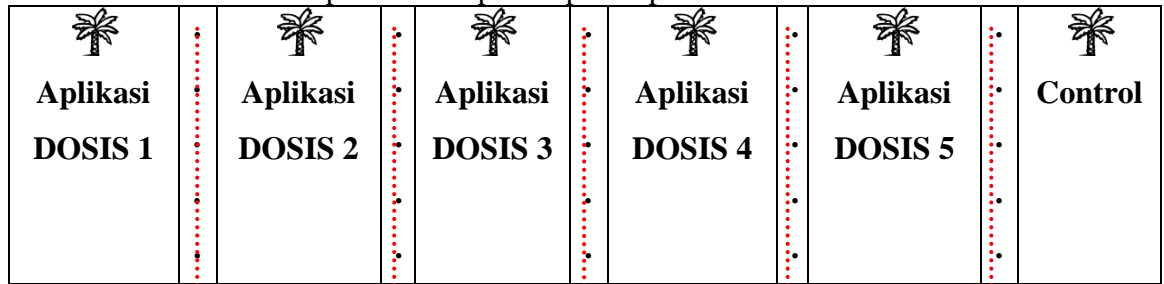 Aplikasi DOSIS 1
Aplikasi DOSIS 2
Aplikasi DOSIS 3
Aplikasi DOSIS 4
Aplikasi DOSIS 5
Control